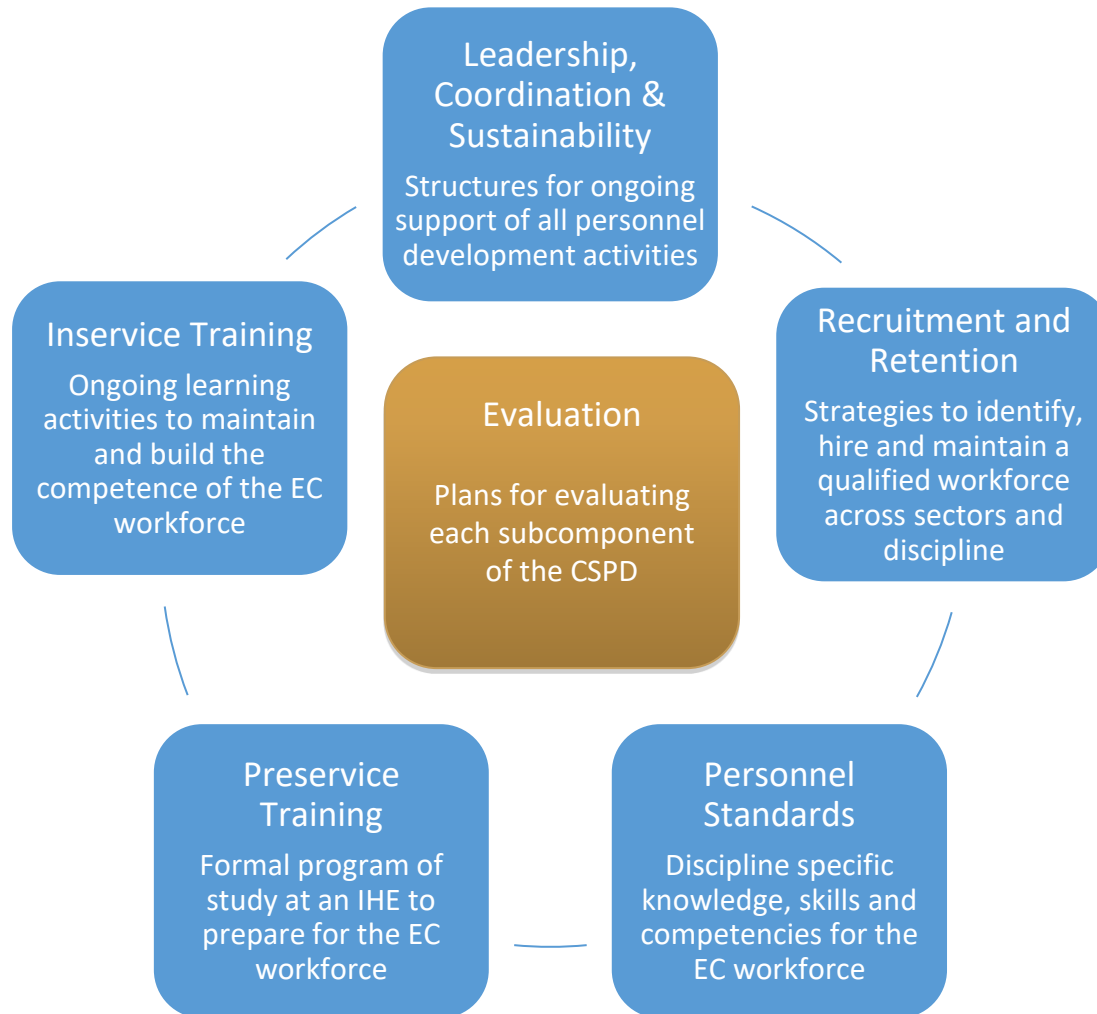 Leadership,
Coordination &
Sustainability
Structures for ongoing
support of all personnel
development activities
Recruitment and
Retention
Strategies to identify,
hire and maintain a
qualified workforce
across sectors and
discipline
Personnel
Standards
Discipline specific
knowledge, skills and
competencies for the
EC workforce
Preservice
Training
Formal program of
study at an IHE to
prepare for the EC
workforce
Inservice Training
Ongoing learning
activities to maintain
and build the
competence of the EC
workforce
Evaluation
Plans for evaluating
each subcomponent
of the CSPD